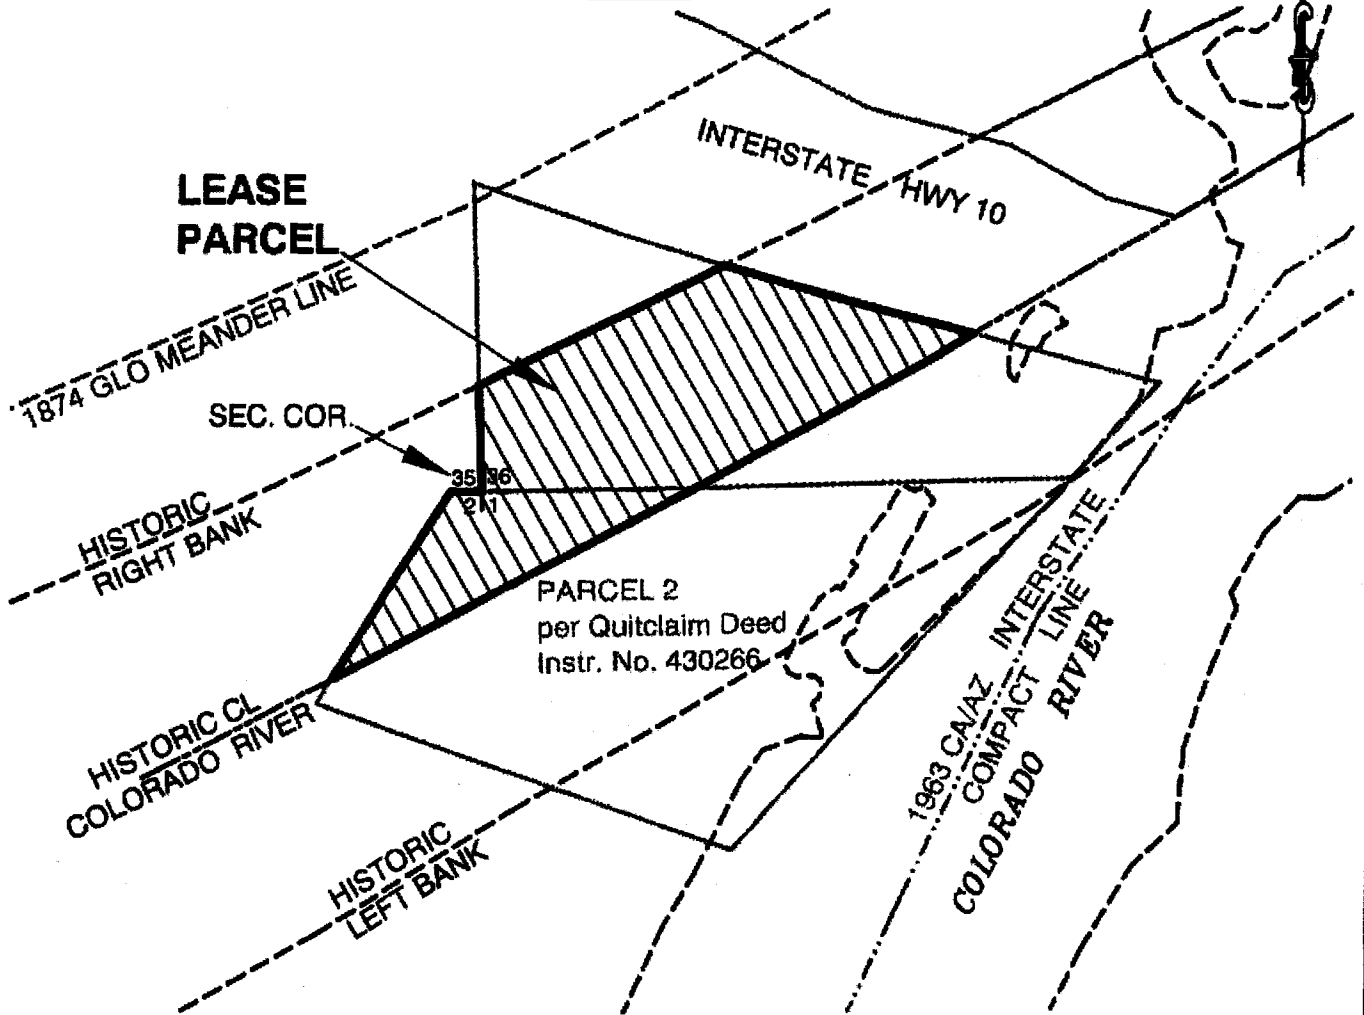 INTERSTATE HWY 10
LEASE
PARCEL
1874 GLO MEANDER LINE
SEC. COR.
35 36
2 1
HISTORIC
RIGHT BANK
PARCEL 2
per Quitclaim Deed
Instr. No. 430266
HISTORIC CL
COLORADO RIVER
HISTORIC
LEFT BANK
1963 CA/AZ INTERSTATE
COMPACT LINE
COLORADO RIVER